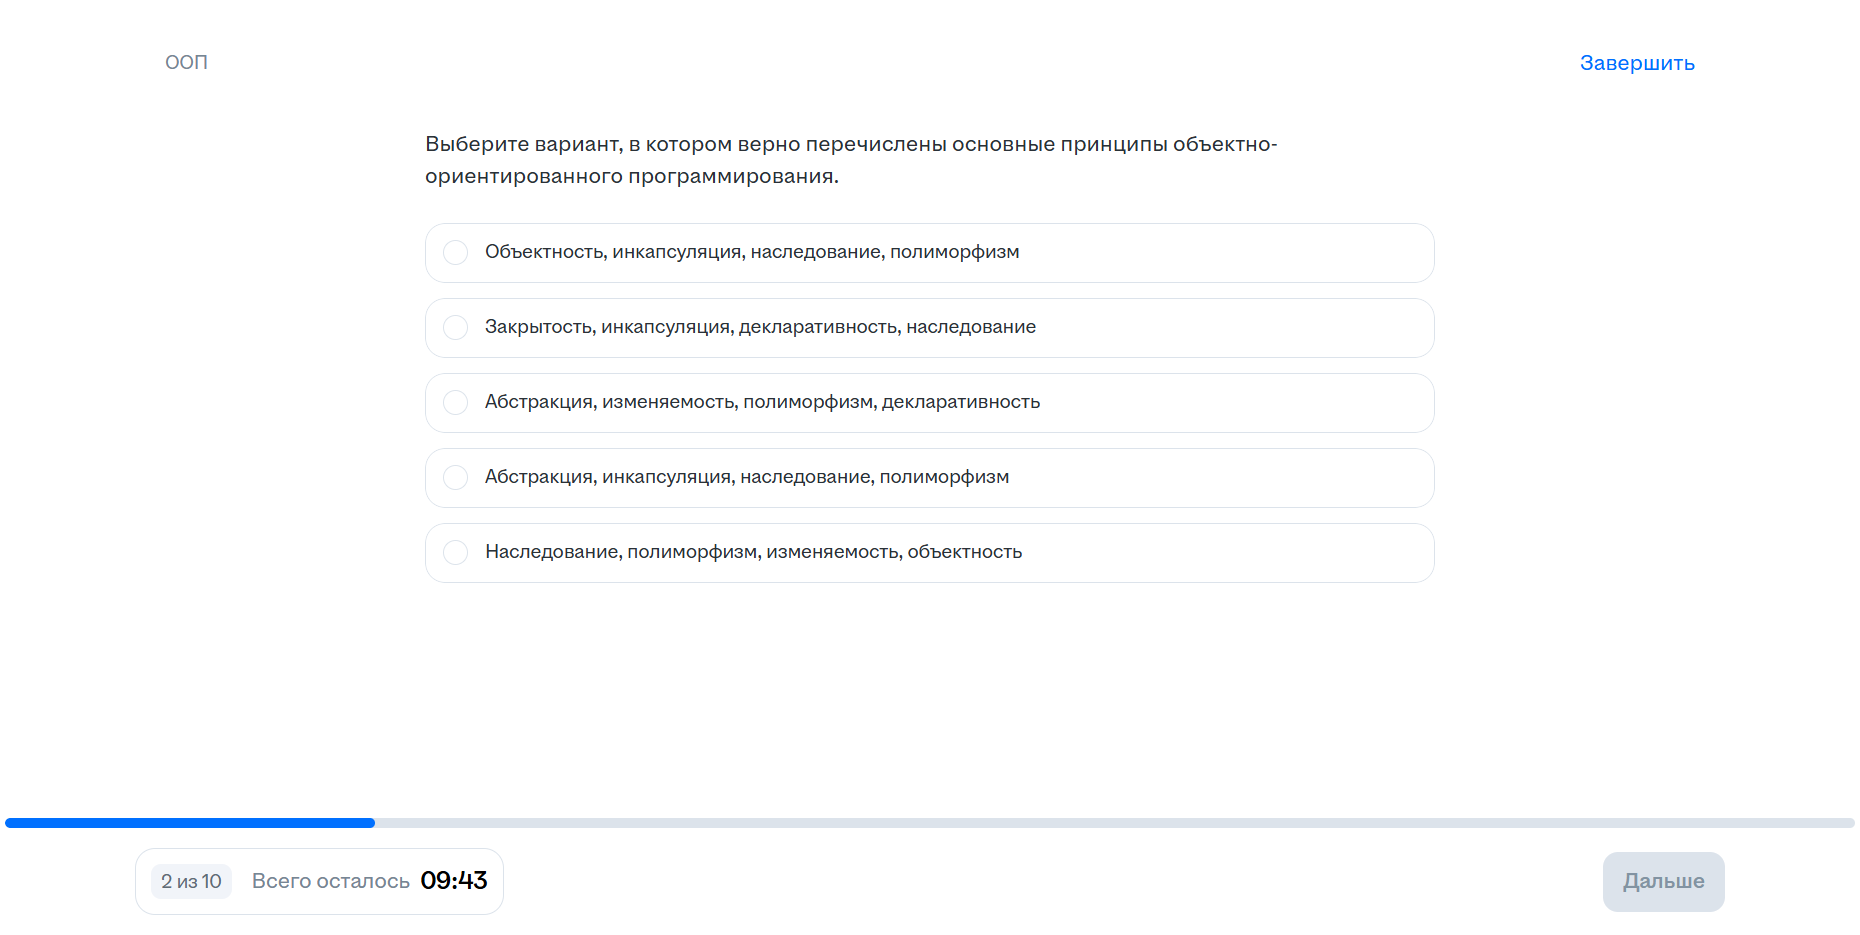 ООП
Завершить
Выберите вариант, в котором верно перечислены основные принципы объектно-
ориентированного программирования.
Объектность, инкапсуляция, наследование, полиморфизм
Закрытость, инкапсуляция, декларативность, наследование
Абстракция, изменяемость, полиморфизм, декларативность
Абстракция, инкапсуляция, наследование, полиморфизм
Наследование, полиморфизм, изменяемость, объектность
2 из 10 Всего осталось 09:43
Дальше